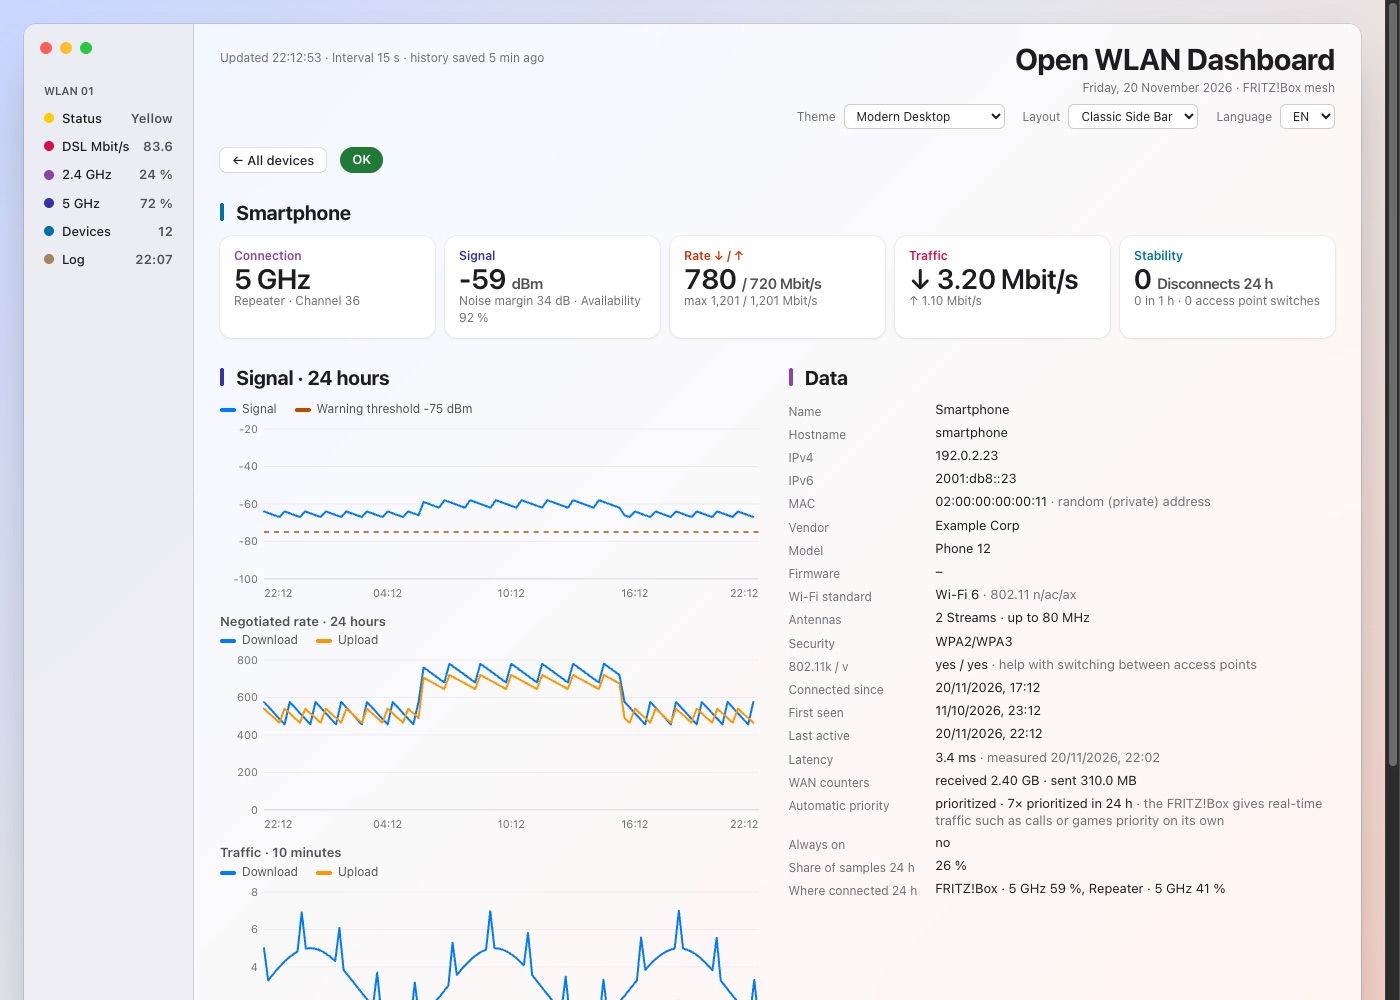 WLAN 01
Status Yellow
DSL Mbit/s 83.6
2.4 GHz 24 %
5 GHz 72 %
Devices 12
Log 22:07
Updated 22:12:53 · Interval 15 s · history saved 5 min ago
Open WLAN Dashboard
Friday, 20 November 2026 · FRITZ!Box mesh
Theme Modern Desktop Layout Classic Side Bar Language EN
← All devices OK
Smartphone
Connection
5 GHz
Repeater · Channel 36
Signal
-59 dBm
Noise margin 34 dB · Availability
92 %
Rate ↓ / ↑
780 / 720 Mbit/s
max 1,201 / 1,201 Mbit/s
Traffic
↓ 3.20 Mbit/s
↑ 1.10 Mbit/s
Stability
0 Disconnects 24 h
0 in 1 h · 0 access point switches
Signal · 24 hours
Signal Warning threshold -75 dBm
-20
-40
-60
-80
-100
22:12 04:12 10:12 16:12 22:12
Negotiated rate · 24 hours
Download Upload
800
600
400
200
0
22:12 04:12 10:12 16:12 22:12
Traffic · 10 minutes
Download Upload
8
6
4
Data
Name Smartphone
Hostname smartphone
IPv4 192.0.2.23
IPv6 2001:db8::23
MAC 02:00:00:00:00:11 · random (private) address
Vendor Example Corp
Model Phone 12
Firmware –
Wi-Fi standard Wi-Fi 6 · 802.11 n/ac/ax
Antennas 2 Streams · up to 80 MHz
Security WPA2/WPA3
802.11k / v yes / yes · help with switching between access points
Connected since 20/11/2026, 17:12
First seen 11/10/2026, 23:12
Last active 20/11/2026, 22:12
Latency 3.4 ms · measured 20/11/2026, 22:02
WAN counters received 2.40 GB · sent 310.0 MB
Automatic priority prioritized · 7× prioritized in 24 h · the FRITZ!Box gives real-time
traffic such as calls or games priority on its own
Always on no
Share of samples 24 h 26 %
Where connected 24 h FRITZ!Box · 5 GHz 59 %, Repeater · 5 GHz 41 %